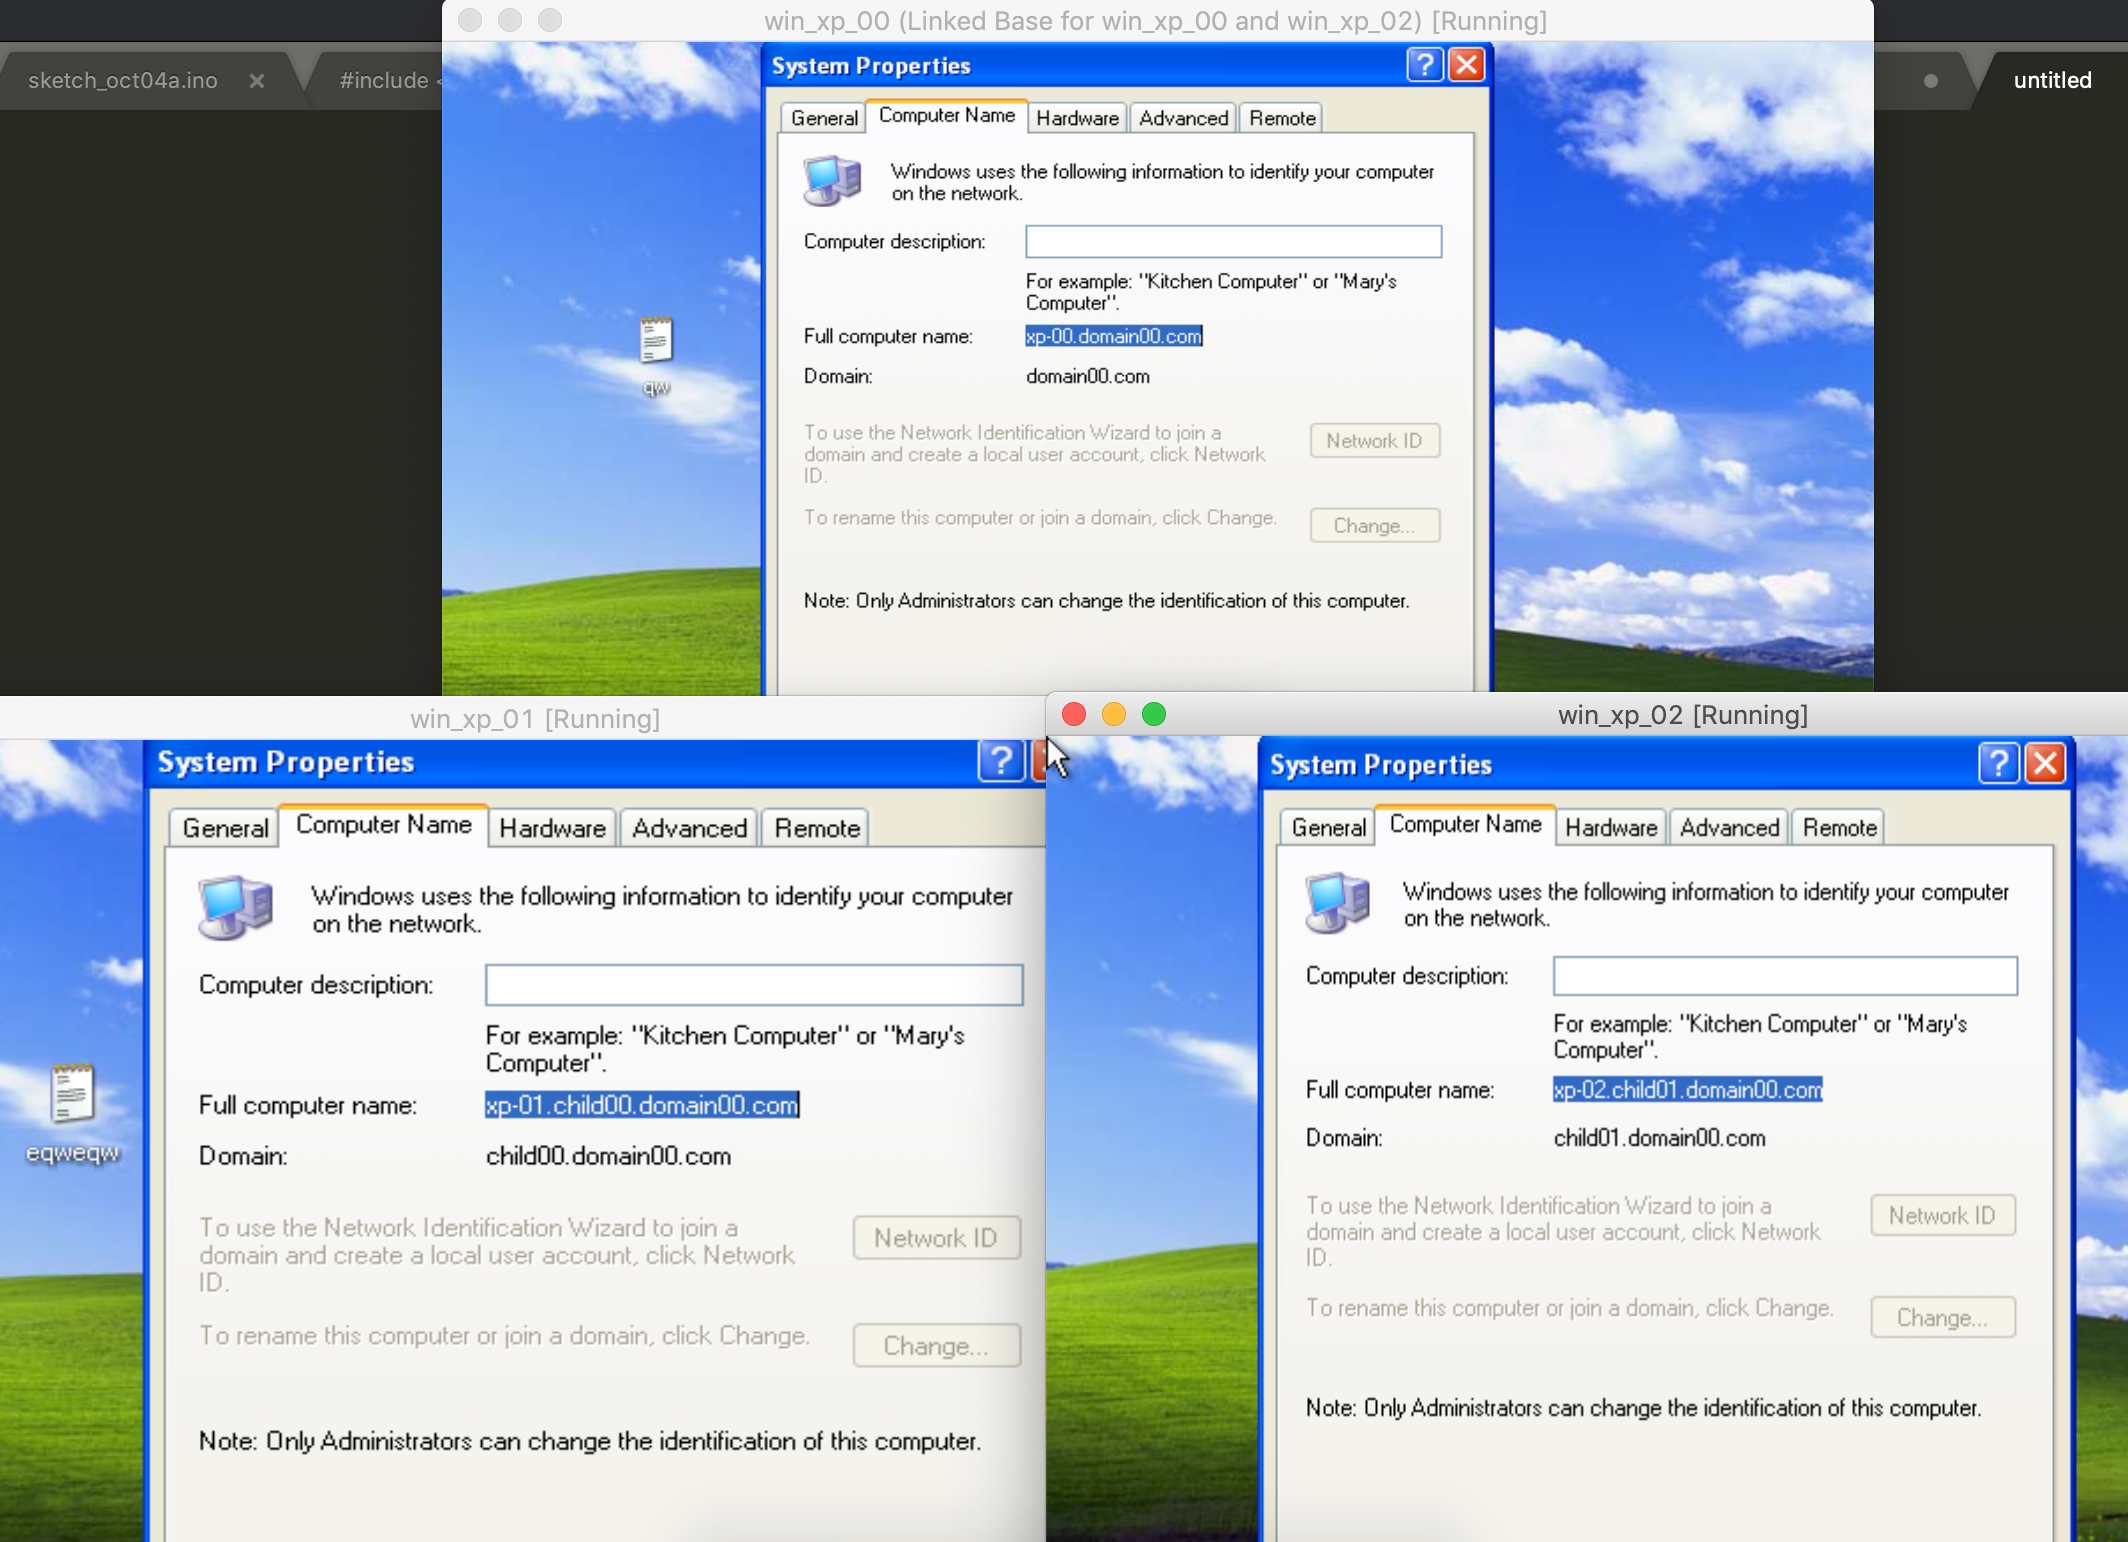 win_xp_00 (Linked Base for win_xp_00 and win_xp_02) [Running]
sketch_oct04a.ino
#include <
untitled
System Properties
General
Computer Name
Hardware
Advanced
Remote
Windows uses the following information to identify your computer
on the network.
Computer description:
For example: "Kitchen Computer" or "Mary's
Computer".
Full computer name:
xp-00.domain00.com
Domain:
domain00.com
To use the Network Identification Wizard to join a
domain and create a local user account, click Network
ID.
Network ID
To rename this computer or join a domain, click Change.
Change...
Note: Only Administrators can change the identification of this computer.
qw
win_xp_01 [Running]
System Properties
General
Computer Name
Hardware
Advanced
Remote
Windows uses the following information to identify your computer
on the network.
Computer description:
For example: "Kitchen Computer" or "Mary's
Computer".
Full computer name:
xp-01.child00.domain00.com
Domain:
child00.domain00.com
To use the Network Identification Wizard to join a
domain and create a local user account, click Network
ID.
Network ID
To rename this computer or join a domain, click Change.
Change...
Note: Only Administrators can change the identification of this computer.
eqweqw
win_xp_02 [Running]
System Properties
General
Computer Name
Hardware
Advanced
Remote
Windows uses the following information to identify your computer
on the network.
Computer description:
For example: "Kitchen Computer" or "Mary's
Computer".
Full computer name:
xp-02.child01.domain00.com
Domain:
child01.domain00.com
To use the Network Identification Wizard to join a
domain and create a local user account, click Network
ID.
Network ID
To rename this computer or join a domain, click Change.
Change...
Note: Only Administrators can change the identification of this computer.